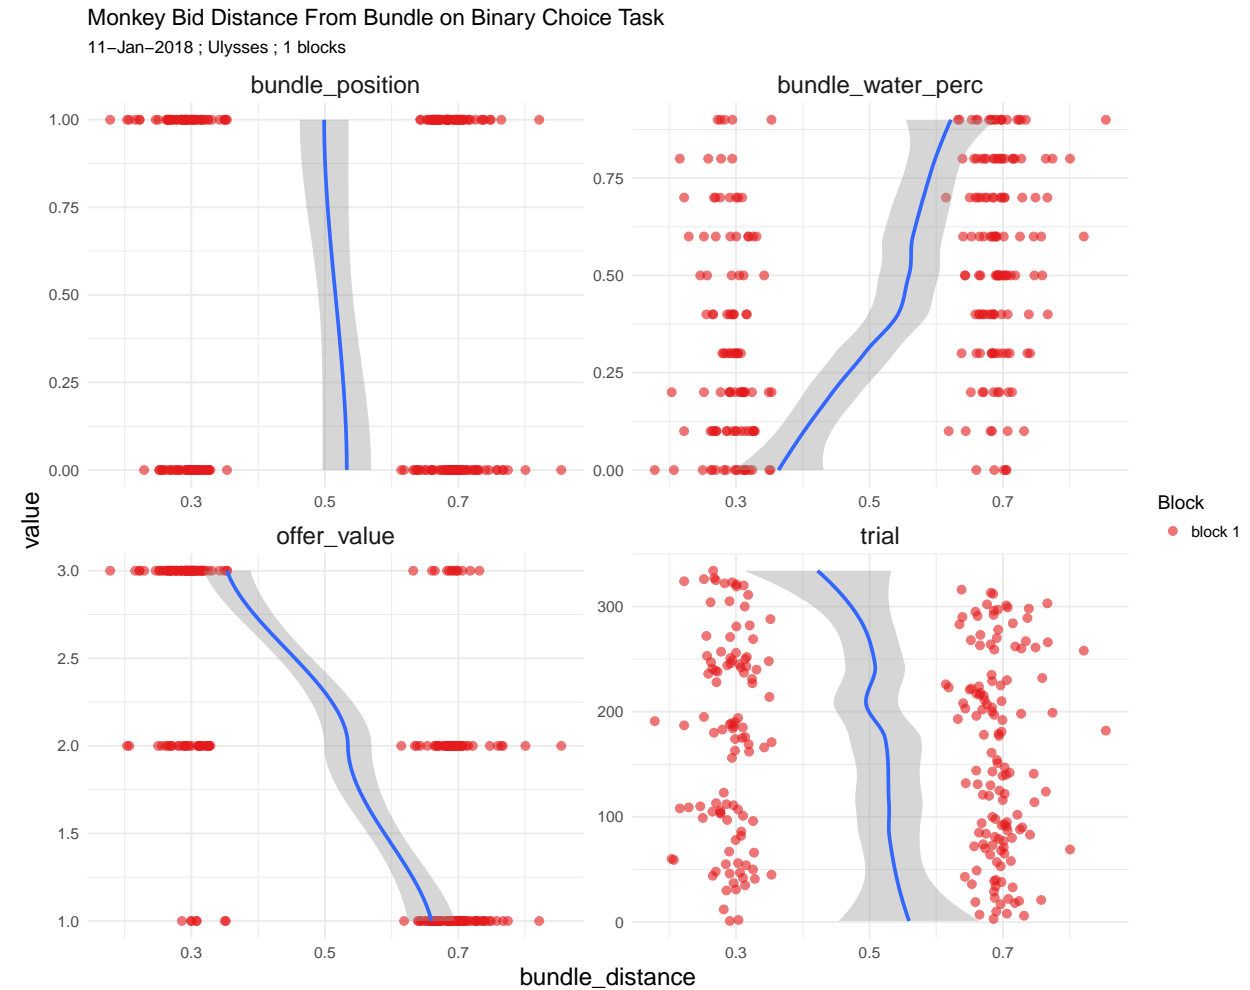 Monkey Bid Distance From Bundle on Binary Choice Task
11−Jan−2018 ; Ulysses ; 1 blocks
bundle_position
bundle_water_perc
1.00
0.75
0.50
0.25
0.00
0.3 0.5 0.7
0.75
0.50
0.25
0.00
0.3 0.5 0.7
offer_value
trial
3.0
2.5
2.0
1.5
1.0
0.3 0.5 0.7
300
200
100
0
0.3 0.5 0.7
value
bundle_distance
Block
block 1